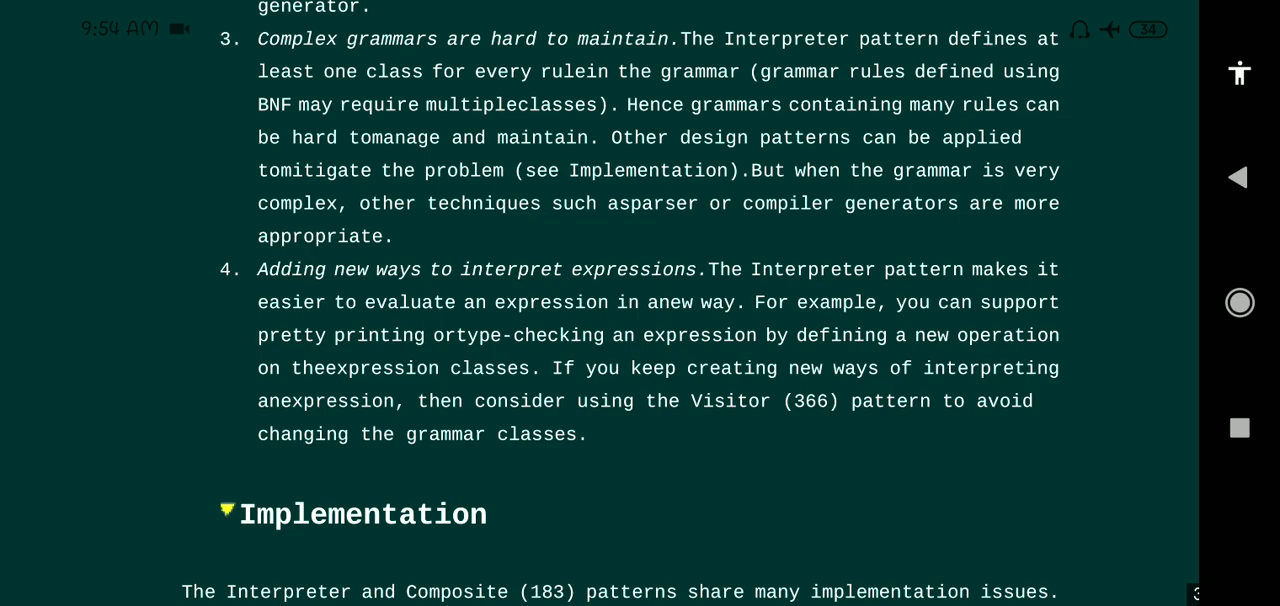 generator.
9:54 AM
34
3. Complex grammars are hard to maintain.The Interpreter pattern defines at
least one class for every rulein the grammar (grammar rules defined using
BNF may require multipleclasses). Hence grammars containing many rules can
be hard tomanage and maintain. Other design patterns can be applied
tomitigate the problem (see Implementation).But when the grammar is very
complex, other techniques such asparser or compiler generators are more
appropriate.
4. Adding new ways to interpret expressions.The Interpreter pattern makes it
easier to evaluate an expression in anew way. For example, you can support
pretty printing ortype-checking an expression by defining a new operation
on theexpression classes. If you keep creating new ways of interpreting
anexpression, then consider using the Visitor (366) pattern to avoid
changing the grammar classes.
Implementation
The Interpreter and Composite (183) patterns share many implementation issues.